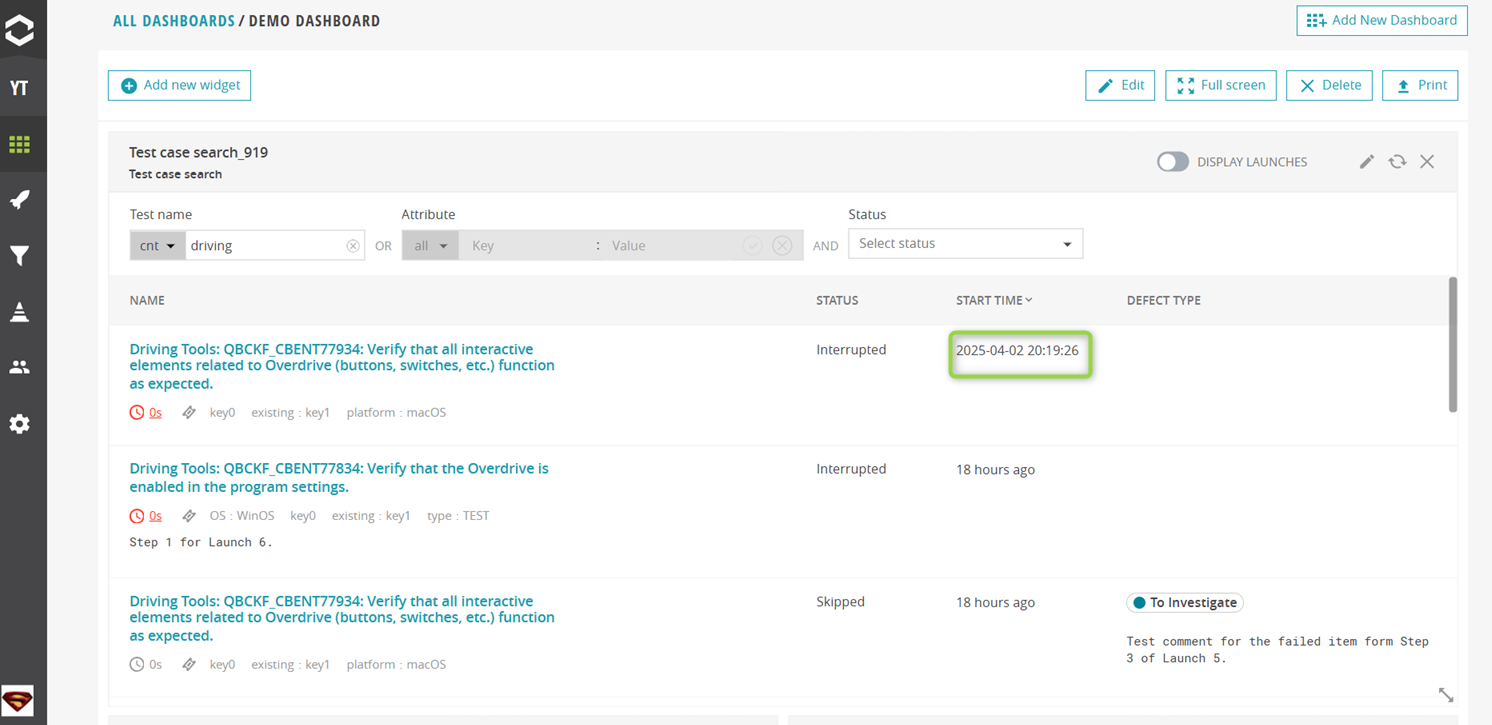 ALL DASHBOARDS / DEMO DASHBOARD
Add New Dashboard
YT
Add new widget
Edit
Full screen
Delete
Print
Test case search_919
Test case search
DISPLAY LAUNCHES
Test name
Attribute
Status
cnt driving OR all Key : Value AND Select status
NAME STATUS START TIME DEFECT TYPE
Driving Tools: QBCKF_CBENT77934: Verify that all interactive
elements related to Overdrive (buttons, switches, etc.) function
as expected.
Interrupted
2025-04-02 20:19:26
0s key0 existing : key1 platform : macOS
Driving Tools: QBCKF_CBENT77834: Verify that the Overdrive is
enabled in the program settings.
Interrupted
18 hours ago
0s OS : WinOS key0 existing : key1 type : TEST
Step 1 for Launch 6.
Driving Tools: QBCKF_CBENT77934: Verify that all interactive
elements related to Overdrive (buttons, switches, etc.) function
as expected.
Skipped
18 hours ago
To Investigate
Test comment for the failed item form Step
3 of Launch 5.
0s key0 existing : key1 platform : macOS